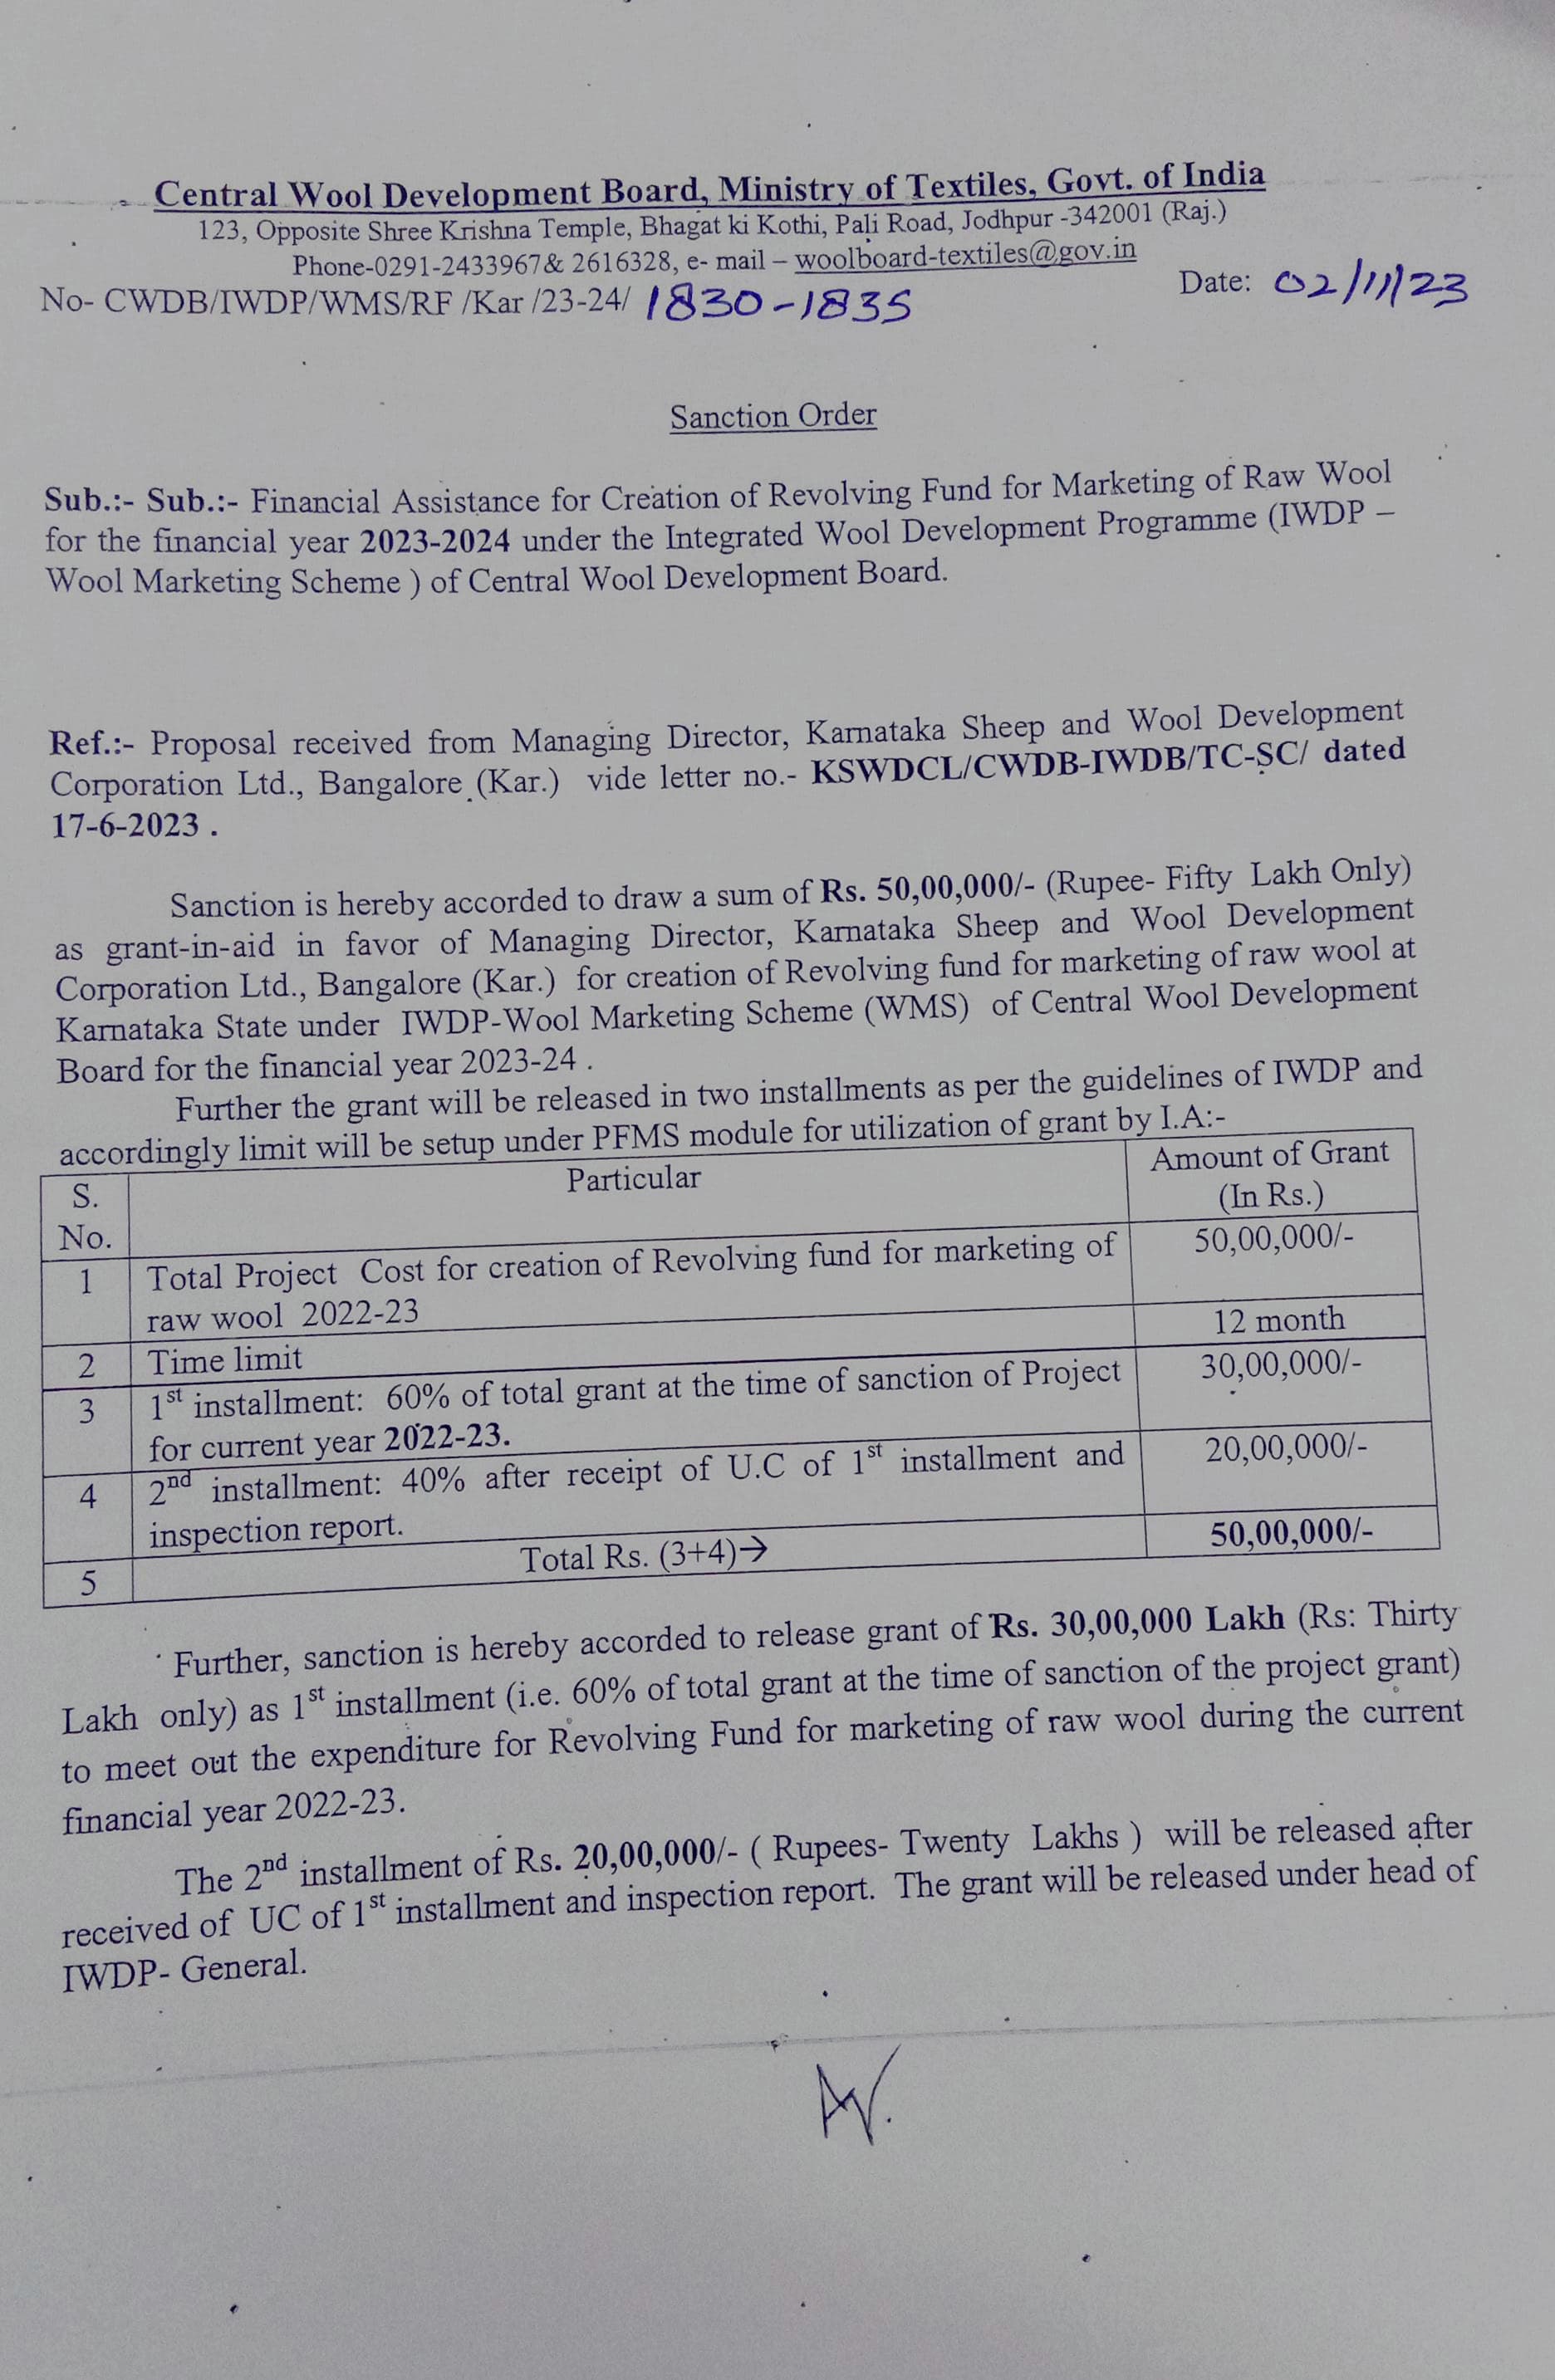 Central Wool Development Board, Ministry of Textiles, Govt. of India
123, Opposite Shree Krishna Temple, Bhagat ki Kothi, Pali Road, Jodhpur -342001 (Raj.)
Phone-0291-2433967& 2616328, e- mail – woolboard-textiles@gov.in
No- CWDB/IWDP/WMS/RF /Kar /23-24/ 1830-1835 Date: 02/11/23
Sanction Order
Sub.:- Sub.:- Financial Assistance for Creation of Revolving Fund for Marketing of Raw Wool
for the financial year 2023-2024 under the Integrated Wool Development Programme (IWDP –
Wool Marketing Scheme ) of Central Wool Development Board.
Ref.:- Proposal received from Managing Director, Karnataka Sheep and Wool Development
Corporation Ltd., Bangalore (Kar.) vide letter no.- KSWDCL/CWDB-IWDB/TC-SC/ dated
17-6-2023 .
Sanction is hereby accorded to draw a sum of Rs. 50,00,000/- (Rupee- Fifty Lakh Only)
as grant-in-aid in favor of Managing Director, Karnataka Sheep and Wool Development
Corporation Ltd., Bangalore (Kar.) for creation of Revolving fund for marketing of raw wool at
Karnataka State under IWDP-Wool Marketing Scheme (WMS) of Central Wool Development
Board for the financial year 2023-24 .
Further the grant will be released in two installments as per the guidelines of IWDP and
accordingly limit will be setup under PFMS module for utilization of grant by I.A:-
S. Particular Amount of Grant
No. (In Rs.)
1 Total Project Cost for creation of Revolving fund for marketing of 50,00,000/-
raw wool 2022-23
2 Time limit 12 month
3 1st installment: 60% of total grant at the time of sanction of Project 30,00,000/-
for current year 2022-23.
4 2nd installment: 40% after receipt of U.C of 1st installment and 20,00,000/-
inspection report.
5 Total Rs. (3+4)→ 50,00,000/-
Further, sanction is hereby accorded to release grant of Rs. 30,00,000 Lakh (Rs: Thirty
Lakh only) as 1st installment (i.e. 60% of total grant at the time of sanction of the project grant)
to meet out the expenditure for Revolving Fund for marketing of raw wool during the current
financial year 2022-23.
The 2nd installment of Rs. 20,00,000/- ( Rupees- Twenty Lakhs ) will be released after
received of UC of 1st installment and inspection report. The grant will be released under head of
IWDP- General.